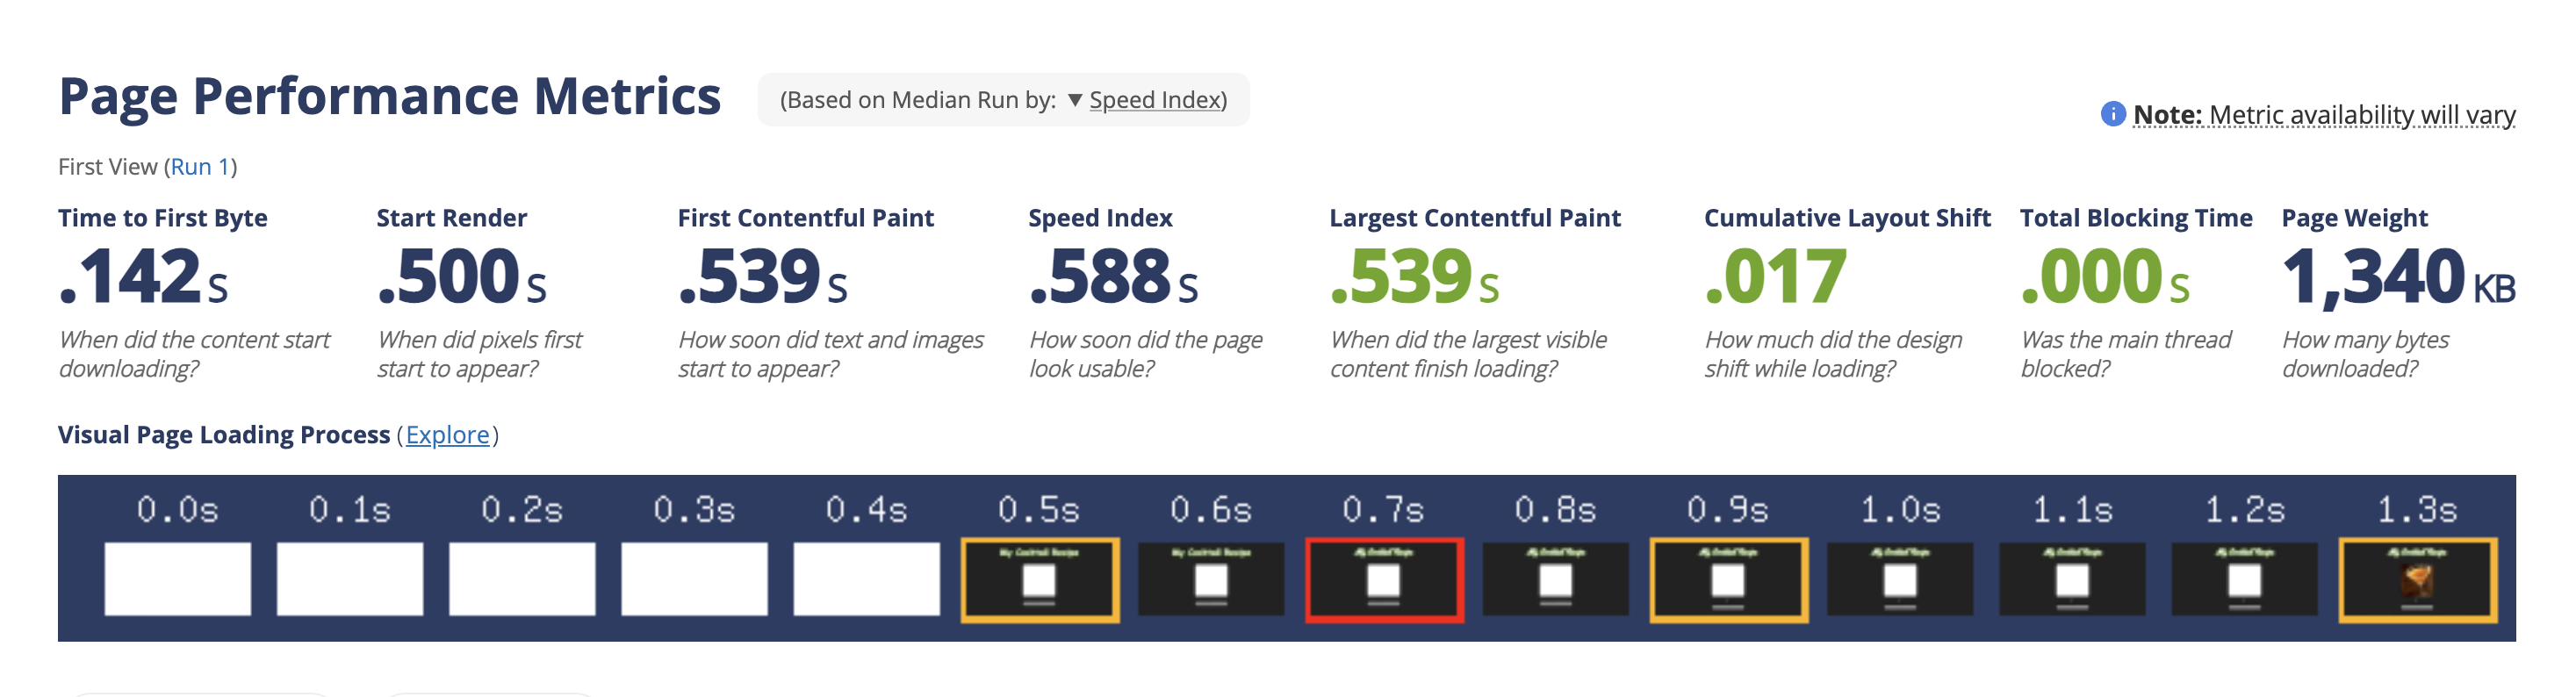 Page Performance Metrics (Based on Median Run by: ▼ Speed Index)
Note: Metric availability will vary
First View (Run 1)
Time to First Byte Start Render First Contentful Paint Speed Index Largest Contentful Paint Cumulative Layout Shift Total Blocking Time Page Weight
.142s .500s .539s .588s .539s .017 .000s 1,340KB
When did the content start downloading?
When did pixels first start to appear?
How soon did text and images start to appear?
How soon did the page look usable?
When did the largest visible content finish loading?
How much did the design shift while loading?
Was the main thread blocked?
How many bytes downloaded?
Visual Page Loading Process (Explore)
0.0s 0.1s 0.2s 0.3s 0.4s 0.5s 0.6s 0.7s 0.8s 0.9s 1.0s 1.1s 1.2s 1.3s